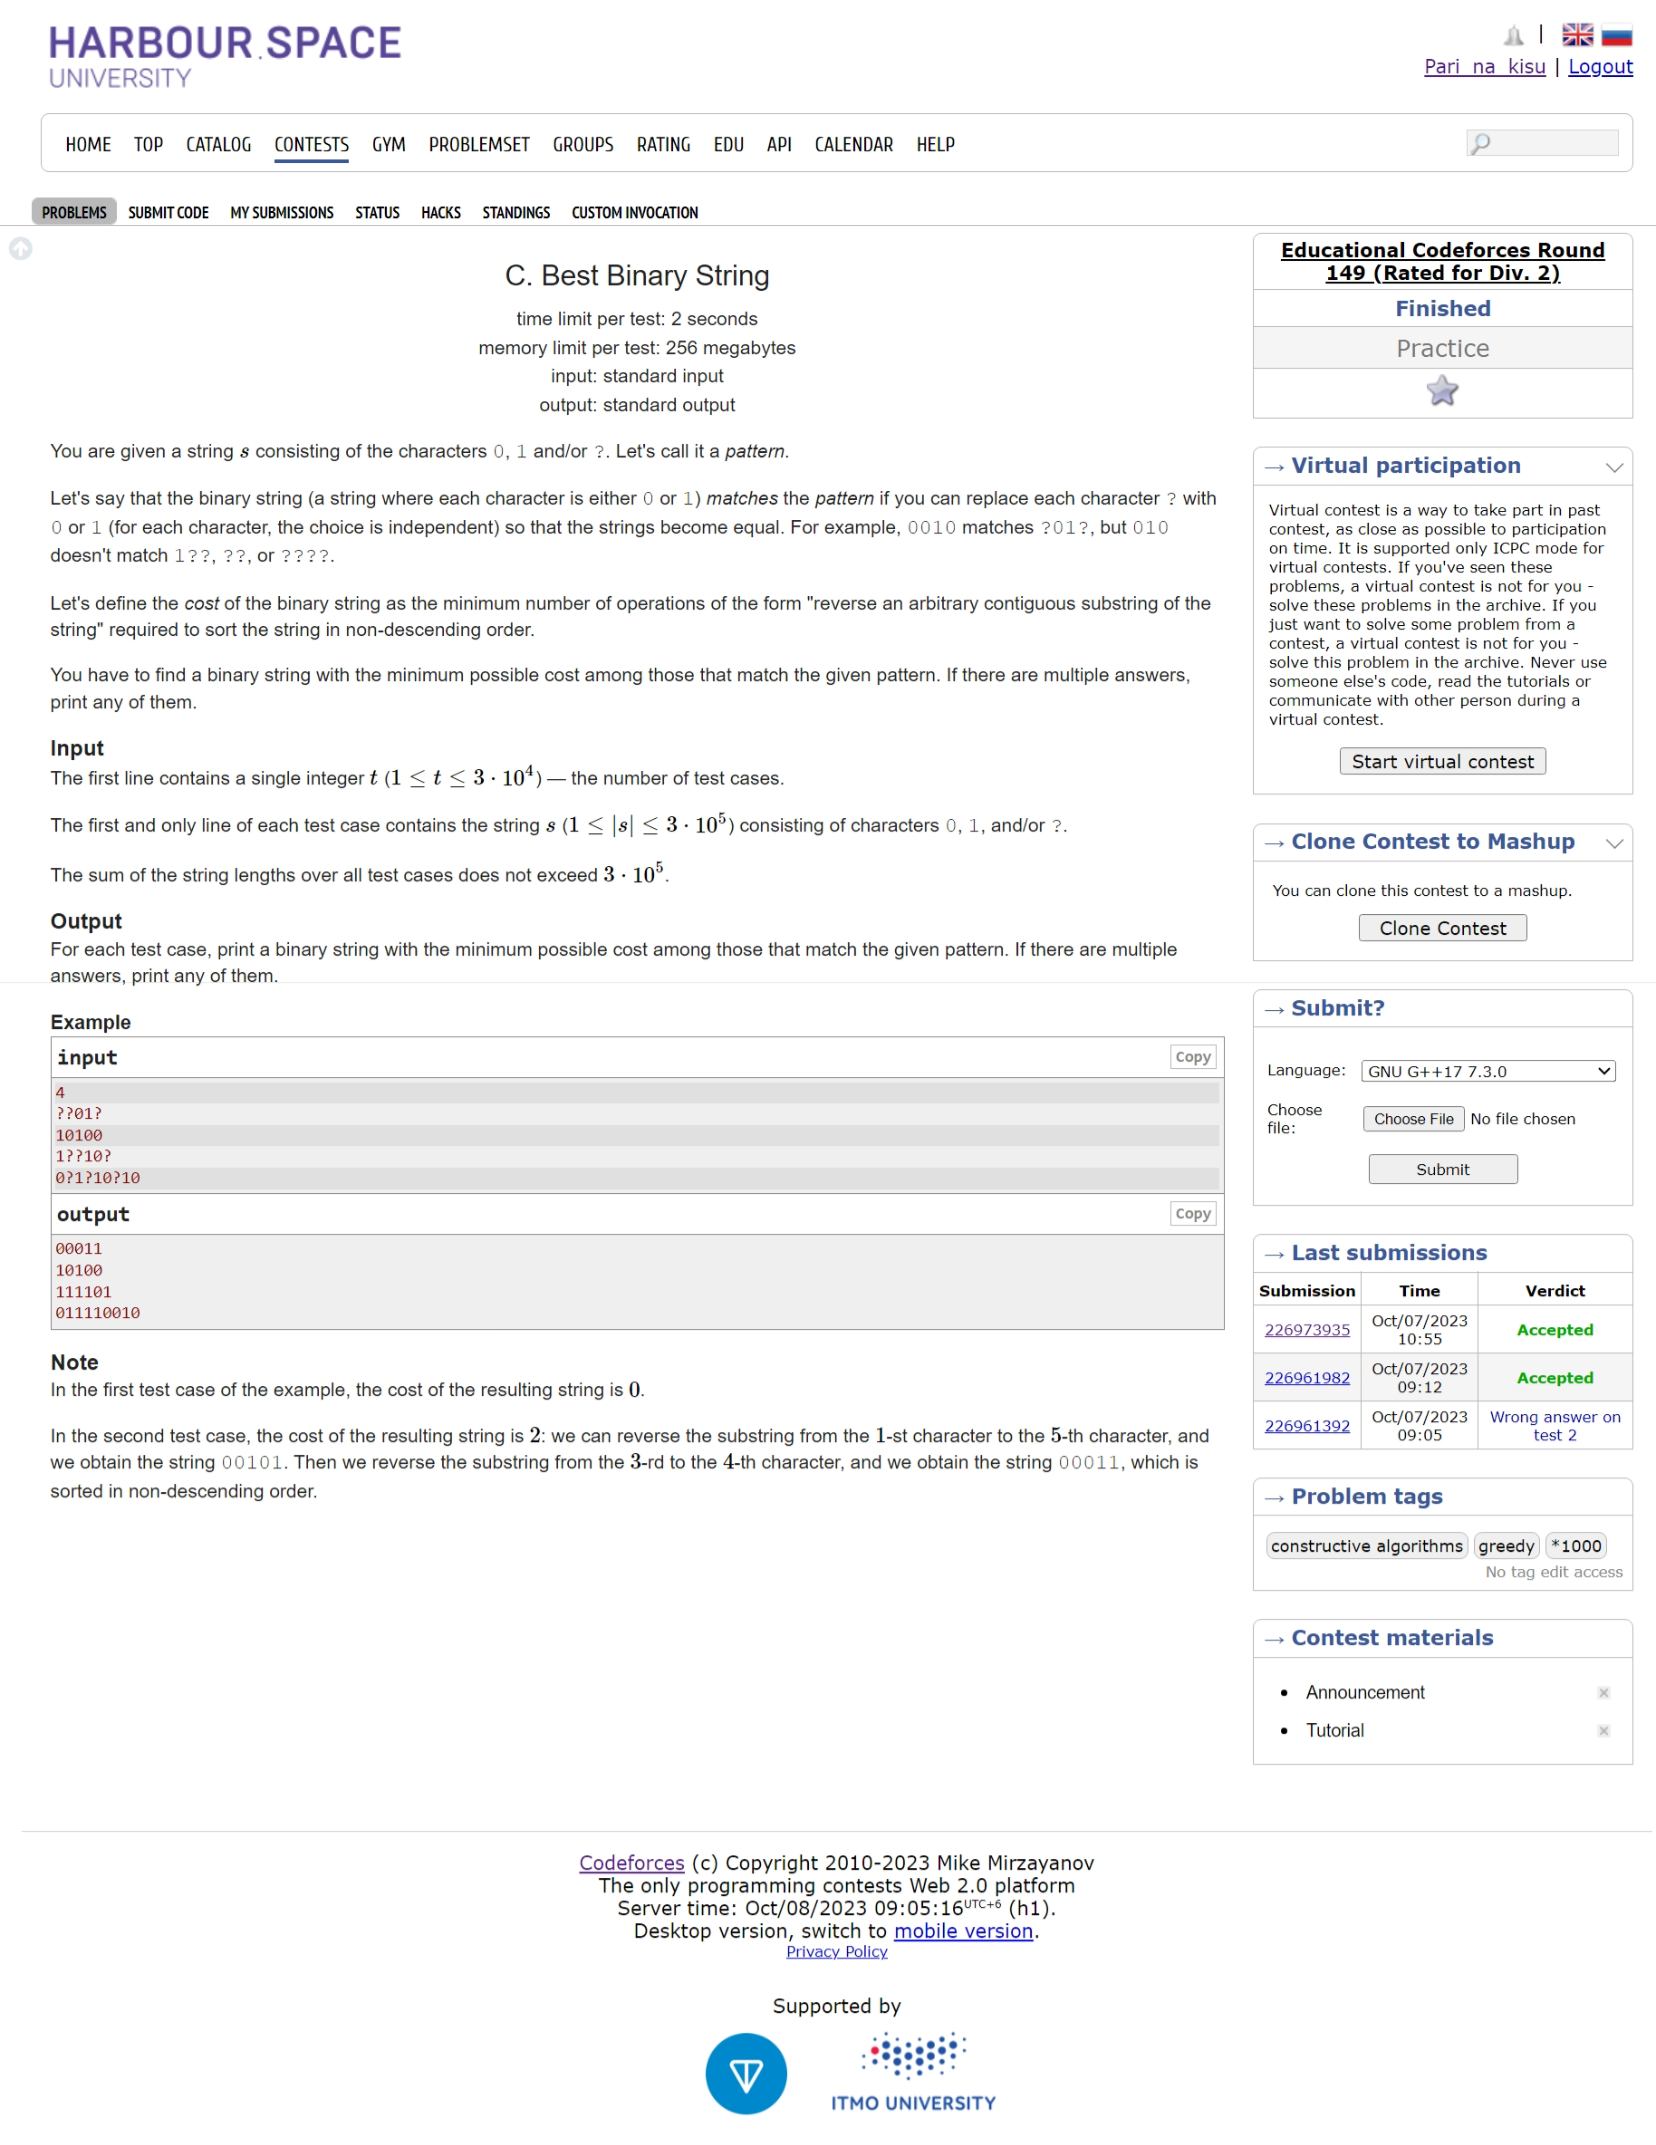 HARBOUR.SPACE
UNIVERSITY
|
Pari_na_kisu | Logout
HOME TOP CATALOG CONTESTS GYM PROBLEMSET GROUPS RATING EDU API CALENDAR HELP
PROBLEMS SUBMIT CODE MY SUBMISSIONS STATUS HACKS STANDINGS CUSTOM INVOCATION
C. Best Binary String
time limit per test: 2 seconds
memory limit per test: 256 megabytes
input: standard input
output: standard output
You are given a string s consisting of the characters 0, 1 and/or ?. Let's call it a pattern.
Let's say that the binary string (a string where each character is either 0 or 1) matches the pattern if you can replace each character ? with
0 or 1 (for each character, the choice is independent) so that the strings become equal. For example, 0010 matches ?01?, but 010
doesn't match 1??, ??, or ????.
Let's define the cost of the binary string as the minimum number of operations of the form "reverse an arbitrary contiguous substring of the
string" required to sort the string in non-descending order.
You have to find a binary string with the minimum possible cost among those that match the given pattern. If there are multiple answers,
print any of them.
Input
The first line contains a single integer t (1 ≤ t ≤ 3 · 10⁴) — the number of test cases.
The first and only line of each test case contains the string s (1 ≤ |s| ≤ 3 · 10⁵) consisting of characters 0, 1, and/or ?.
The sum of the string lengths over all test cases does not exceed 3 · 10⁵.
Output
For each test case, print a binary string with the minimum possible cost among those that match the given pattern. If there are multiple
answers, print any of them.
Example
input Copy
4
??01?
10100
1??10?
0?1?10?10
output Copy
00011
10100
111101
011110010
Note
In the first test case of the example, the cost of the resulting string is 0.
In the second test case, the cost of the resulting string is 2: we can reverse the substring from the 1-st character to the 5-th character, and
we obtain the string 00101. Then we reverse the substring from the 3-rd to the 4-th character, and we obtain the string 00011, which is
sorted in non-descending order.
Educational Codeforces Round
149 (Rated for Div. 2)
Finished
Practice
→ Virtual participation
Virtual contest is a way to take part in past
contest, as close as possible to participation
on time. It is supported only ICPC mode for
virtual contests. If you've seen these
problems, a virtual contest is not for you -
solve these problems in the archive. If you
just want to solve some problem from a
contest, a virtual contest is not for you -
solve this problem in the archive. Never use
someone else's code, read the tutorials or
communicate with other person during a
virtual contest.
Start virtual contest
→ Clone Contest to Mashup
You can clone this contest to a mashup.
Clone Contest
→ Submit?
Language: GNU G++17 7.3.0
Choose
file: Choose File No file chosen
Submit
→ Last submissions
Submission Time Verdict
226973935 Oct/07/2023 10:55 Accepted
226961982 Oct/07/2023 09:12 Accepted
226961392 Oct/07/2023 09:05 Wrong answer on test 2
→ Problem tags
constructive algorithms greedy *1000
No tag edit access
→ Contest materials
• Announcement
• Tutorial
Codeforces (c) Copyright 2010-2023 Mike Mirzayanov
The only programming contests Web 2.0 platform
Server time: Oct/08/2023 09:05:16 UTC+6 (h1).
Desktop version, switch to mobile version.
Privacy Policy
Supported by
ITMO UNIVERSITY